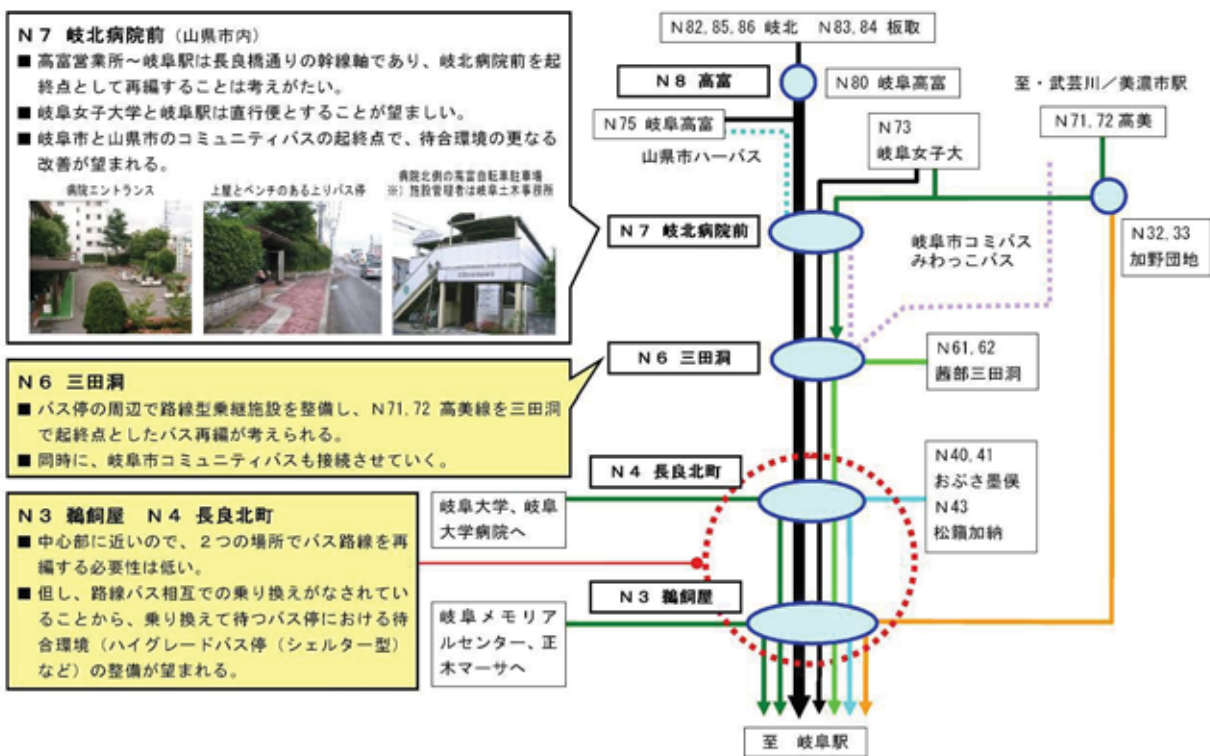 N7 岐北病院前（山県市内）
■ 高富営業所～岐阜駅は長良橋通りの幹線軸であり、岐北病院前を起
終点として再編することは考えがたい。
■ 岐阜女子大学と岐阜駅は直行便とすることが望ましい。
■ 岐阜市と山県市のコミュニティバスの起終点で、待合環境の更なる
改善が望まれる。
病院エントランス
上屋とベンチのある上りバス停
病院北側の高富自転車駐車場
※）施設管理者は岐阜土木事務所
N6 三田洞
■ バス停の周辺で路線型乗継施設を整備し、N71,72 高美線を三田洞
で起終点としたバス再編が考えられる。
■ 同時に、岐阜市コミュニティバスも接続させていく。
N3 鵜飼屋 N4 長良北町
■ 中心部に近いので、２つの場所でバス路線を再
編する必要性は低い。
■ 但し、路線バス相互での乗り換えがなされてい
ることから、乗り換えて待つバス停における待
合環境（ハイグレードバス停（シェルター型）
など）の整備が望まれる。
N82,85,86 岐北 N83,84 板取
N8 高富
N80 岐阜高富
至・武芸川／美濃市駅
N75 岐阜高富
山県市ハーバス
N73
岐阜女子大
N71,72 高美
N7 岐北病院前
岐阜市コミバス
みわっこバス
N32,33
加野団地
N6 三田洞
N61,62
茜部三田洞
N4 長良北町
岐阜大学、岐阜
大学病院へ
N40,41
おぶさ墨俣
N43
松籟加納
N3 鵜飼屋
岐阜メモリア
ルセンター、正
木マーサへ
至 岐阜駅